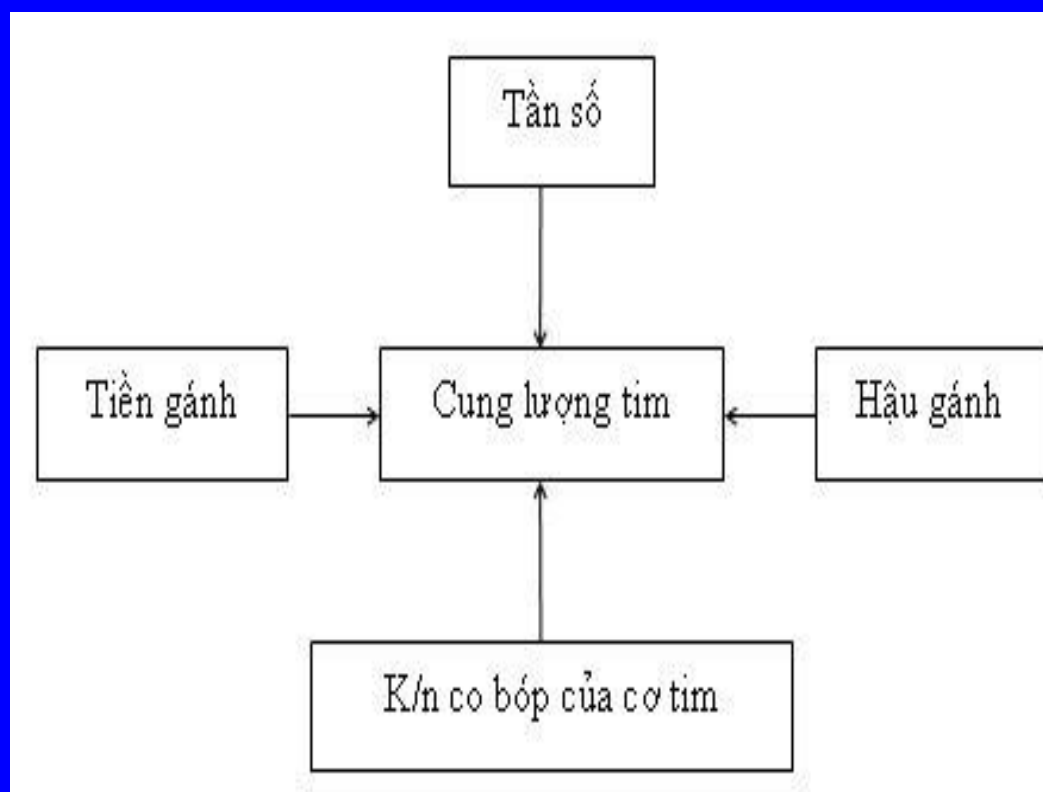 Tần số
Tiền gánh
Cung lượng tim
Hậu gánh
K/n co bóp của cơ tim